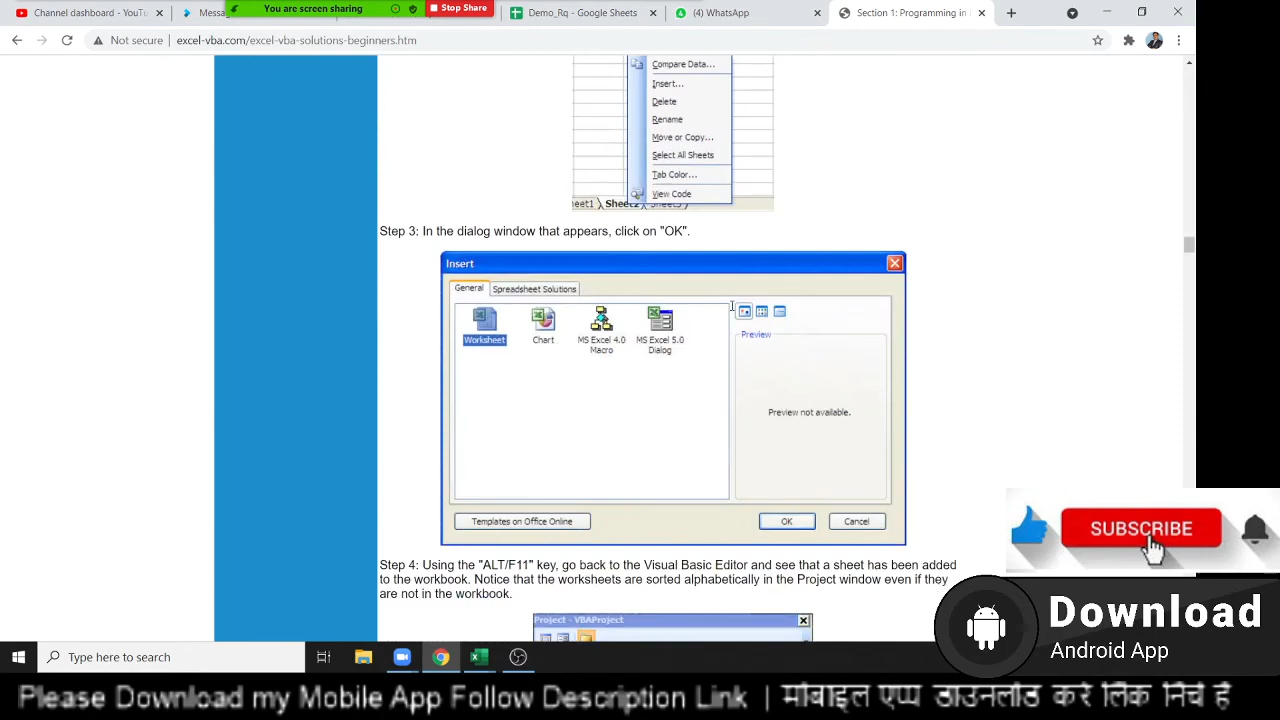 Channel dashboard - YouTu
Messag
You are screen sharing
Stop Share
Demo_Rq - Google Sheets
(4) WhatsApp
Section 1: Programming in
Not secure
excel-vba.com/excel-vba-solutions-beginners.htm
Compare Data...
Insert...
Delete
Rename
Move or Copy...
Select All Sheets
Tab Color...
View Code
eet1 Sheet2 Sheet3
Step 3: In the dialog window that appears, click on "OK".
Insert
General Spreadsheet Solutions
Worksheet Chart MS Excel 4.0 Macro MS Excel 5.0 Dialog
Preview
Preview not available.
Templates on Office Online OK Cancel
Step 4: Using the "ALT/F11" key, go back to the Visual Basic Editor and see that a sheet has been added
to the workbook. Notice that the worksheets are sorted alphabetically in the Project window even if they
are not in the workbook.
Project - VBAProject
SUBSCRIBE
Download
Android App
Type here to search
Please Download my Mobile App Follow Description Link | मोबाइल एप्प डाउनलोड करे लिंक निचे है